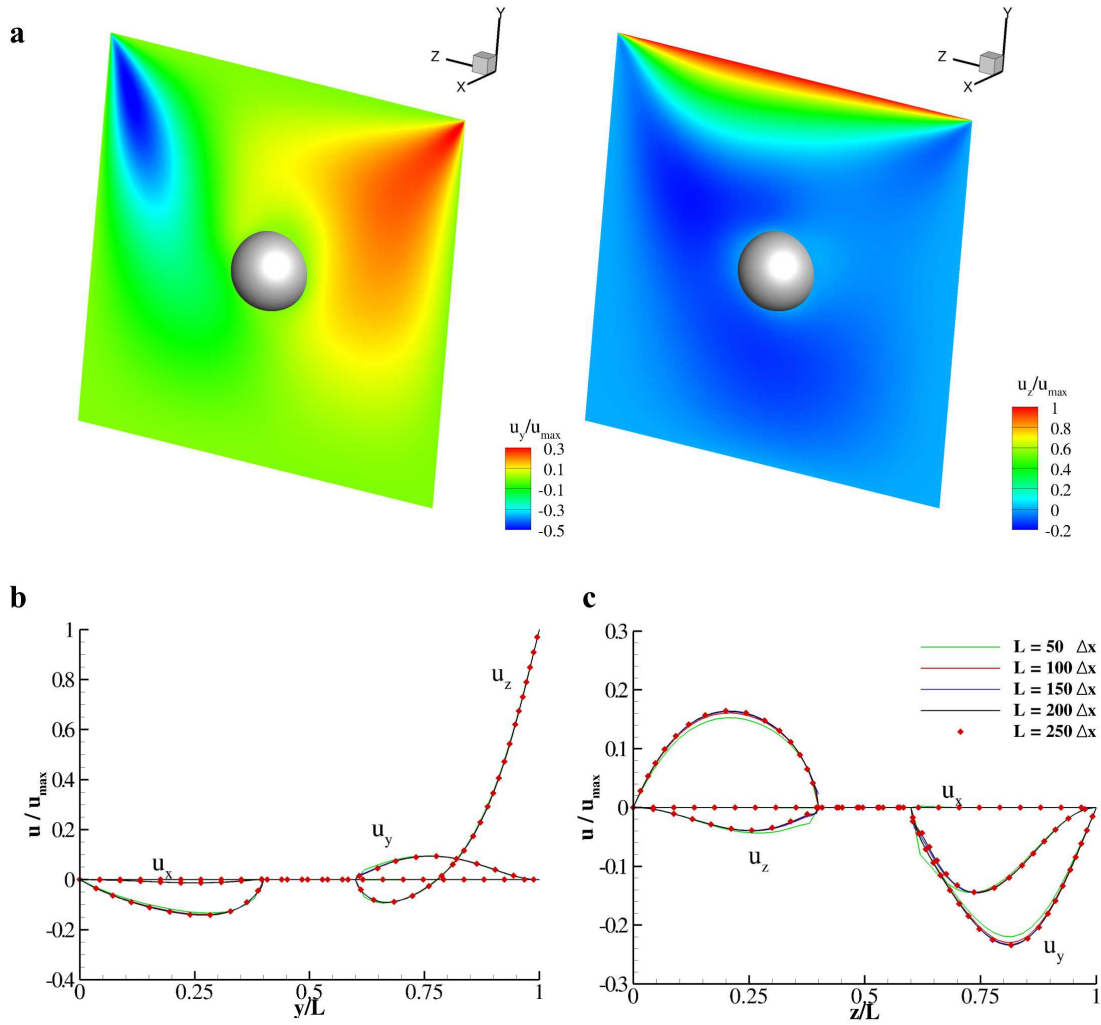 a
Y
Z
X
Y
Z
X
u_y/u_max
0.3
0.1
-0.1
-0.3
-0.5
u_z/u_max
1
0.8
0.6
0.4
0.2
0
-0.2
b
1
0.8
0.6
0.4
0.2
0
-0.2
-0.4
u / u_max
u_z
u_y
u_x
0 0.25 0.5 0.75 1
y/L
c
0.3
0.2
0.1
0
-0.1
-0.2
-0.3
u / u_max
L = 50 Δx
L = 100 Δx
L = 150 Δx
L = 200 Δx
L = 250 Δx
u_x
u_z
u_y
0 0.25 0.5 0.75 1
z/L